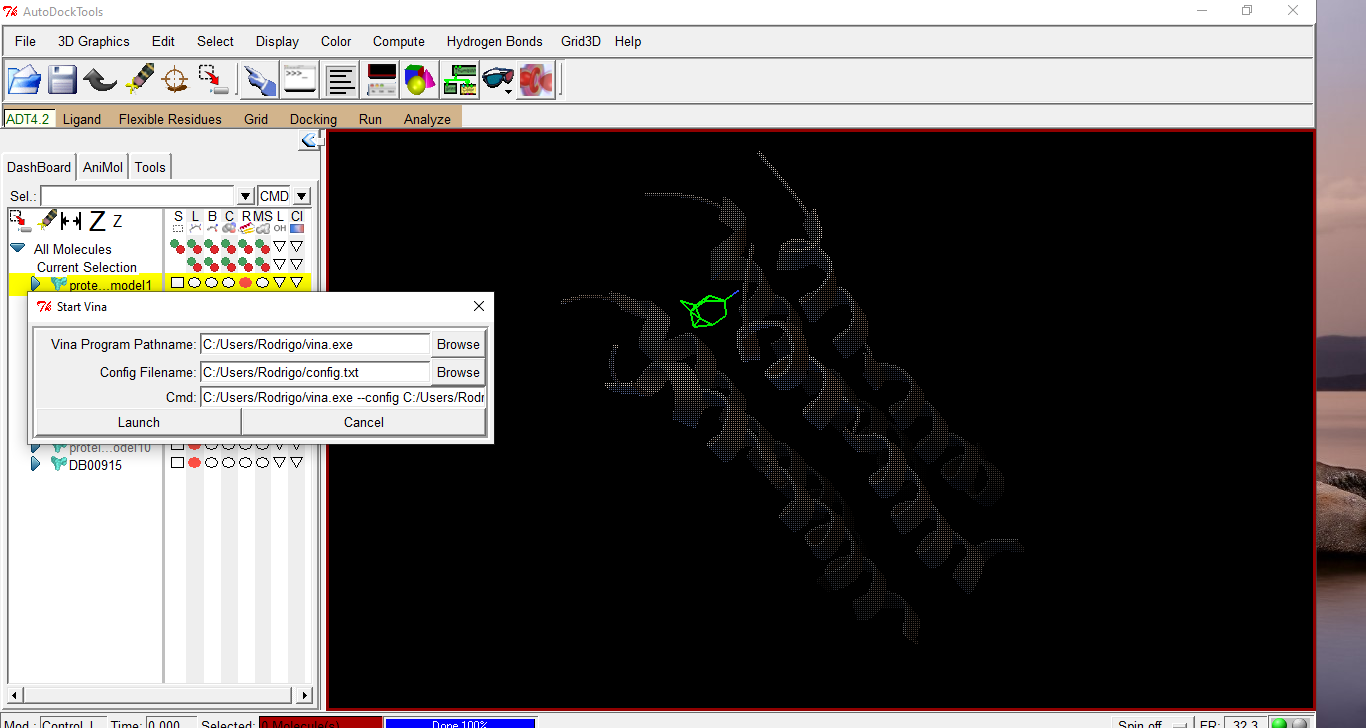 AutoDockTools
File 3D Graphics Edit Select Display Color Compute Hydrogen Bonds Grid3D Help
>>>_
ADT4.2 Ligand Flexible Residues Grid Docking Run Analyze
DashBoard AniMol Tools
Sel.: CMD
Z Z S L B C R MS L Cl
OH
All Molecules
Current Selection
prote...model1
Start Vina
Vina Program Pathname: C:/Users/Rodrigo/vina.exe Browse
Config Filename: C:/Users/Rodrigo/config.txt Browse
Cmd: C:/Users/Rodrigo/vina.exe --config C:/Users/Rodr
Launch Cancel
protei...odel10
DB00915
Mod.: Control_L Time: 0.000 Selected: 0 Molecule(s) Done 100% Spin off FR: 32.3